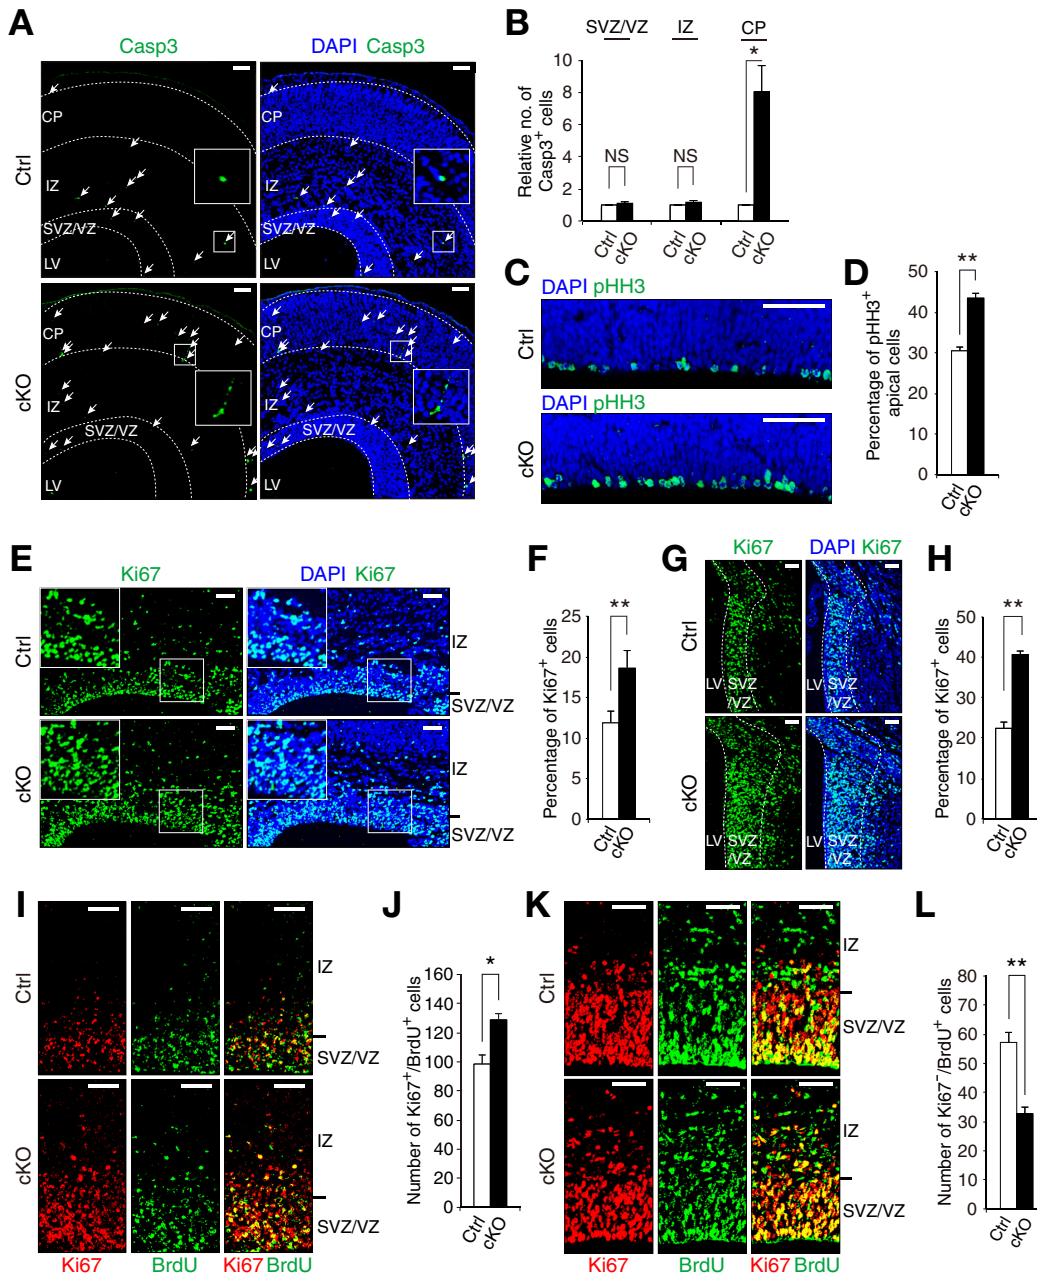 A
Casp3
DAPI Casp3
Ctrl
CP
IZ
SVZ/VZ
LV
SVZ/VZ
cKO
CP
IZ
SVZ/VZ
LV
SVZ/VZ
B
SVZ/VZ
IZ
CP
Relative no. of
Casp3+ cells
10
8
6
4
2
0
NS
NS
*
Ctrl
cKO
Ctrl
cKO
Ctrl
cKO
C
DAPI pHH3
Ctrl
DAPI pHH3
cKO
D
Percentage of pHH3+
apical cells
50
40
30
20
10
0
**
Ctrl
cKO
E
Ki67
DAPI Ki67
Ctrl
IZ
SVZ/VZ
cKO
IZ
SVZ/VZ
F
Percentage of Ki67+ cells
25
20
15
10
5
0
**
Ctrl
cKO
G
Ki67
DAPI Ki67
Ctrl
LV
SVZ
/VZ
LV
SVZ
/VZ
cKO
LV
SVZ
/VZ
LV
SVZ
/VZ
H
Percentage of Ki67+ cells
50
40
30
20
10
0
**
Ctrl
cKO
I
Ctrl
IZ
SVZ/VZ
cKO
IZ
SVZ/VZ
Ki67
BrdU
Ki67 BrdU
J
Number of Ki67+/BrdU+ cells
160
140
120
100
80
60
40
20
0
*
Ctrl
cKO
K
Ctrl
IZ
SVZ/VZ
cKO
IZ
SVZ/VZ
Ki67
BrdU
Ki67 BrdU
L
Number of Ki67−/BrdU+ cells
80
70
60
50
40
30
20
10
0
**
Ctrl
cKO